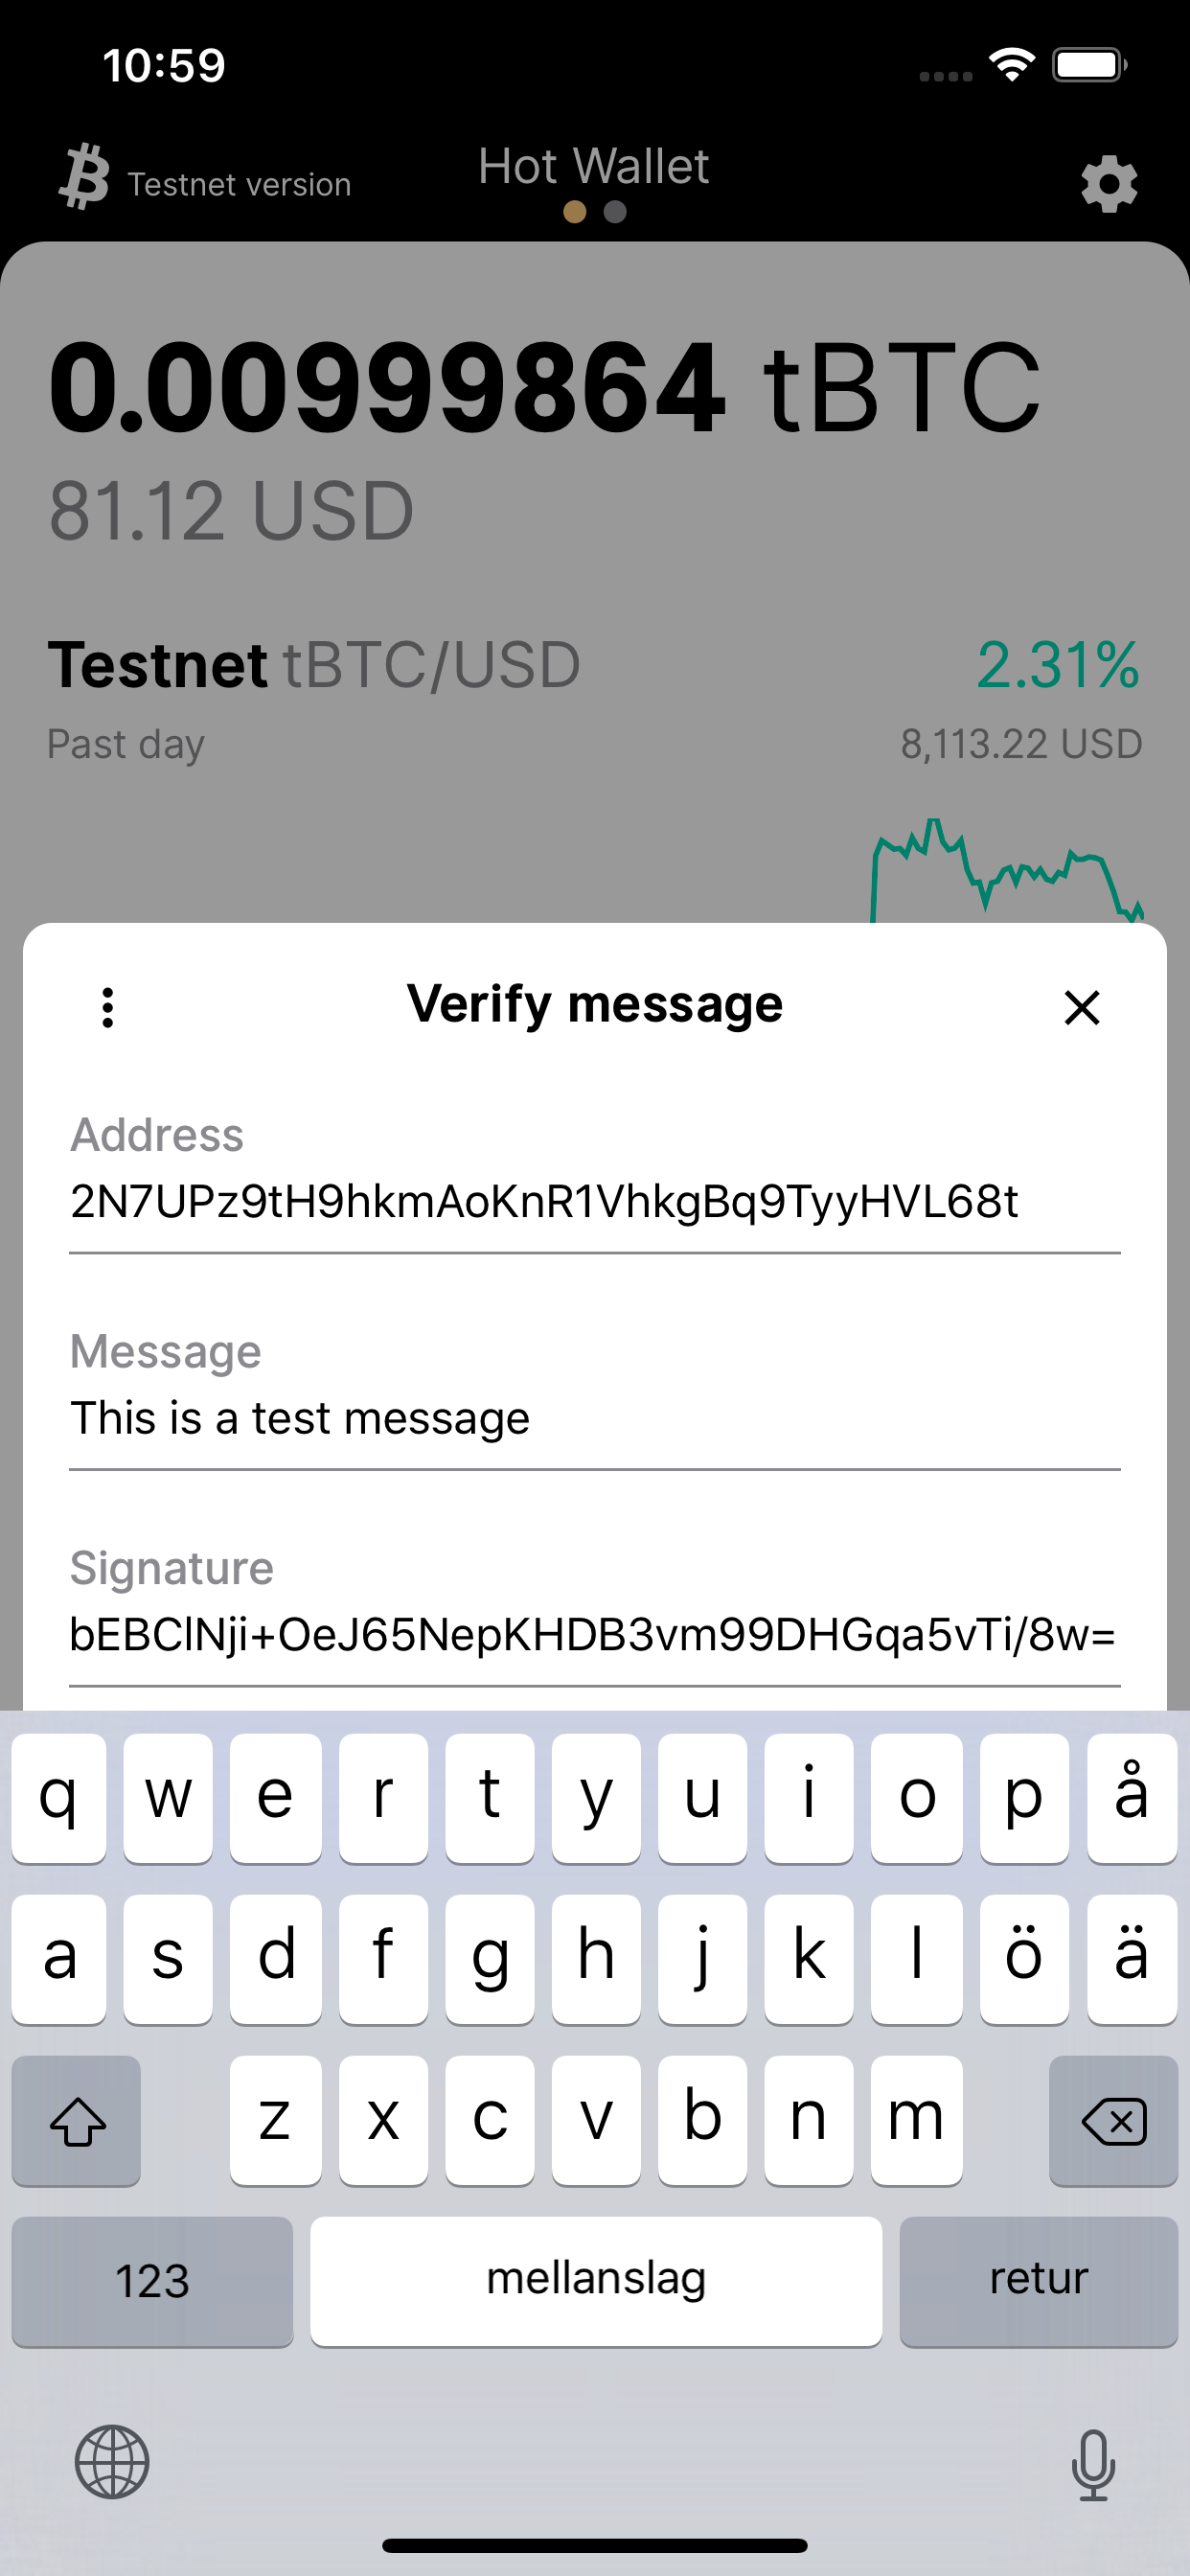 10:59
Testnet version
Hot Wallet
0.00999864 tBTC
81.12 USD
Testnet tBTC/USD 2.31%
Past day 8,113.22 USD
Verify message
Address
2N7UPz9tH9hkmAoKnR1VhkgBq9TyyHVL68t
Message
This is a test message
Signature
bEBClNji+OeJ65NepKHDB3vm99DHGqa5vTi/8w=
q w e r t y u i o p å
a s d f g h j k l ö ä
z x c v b n m
123 mellanslag retur